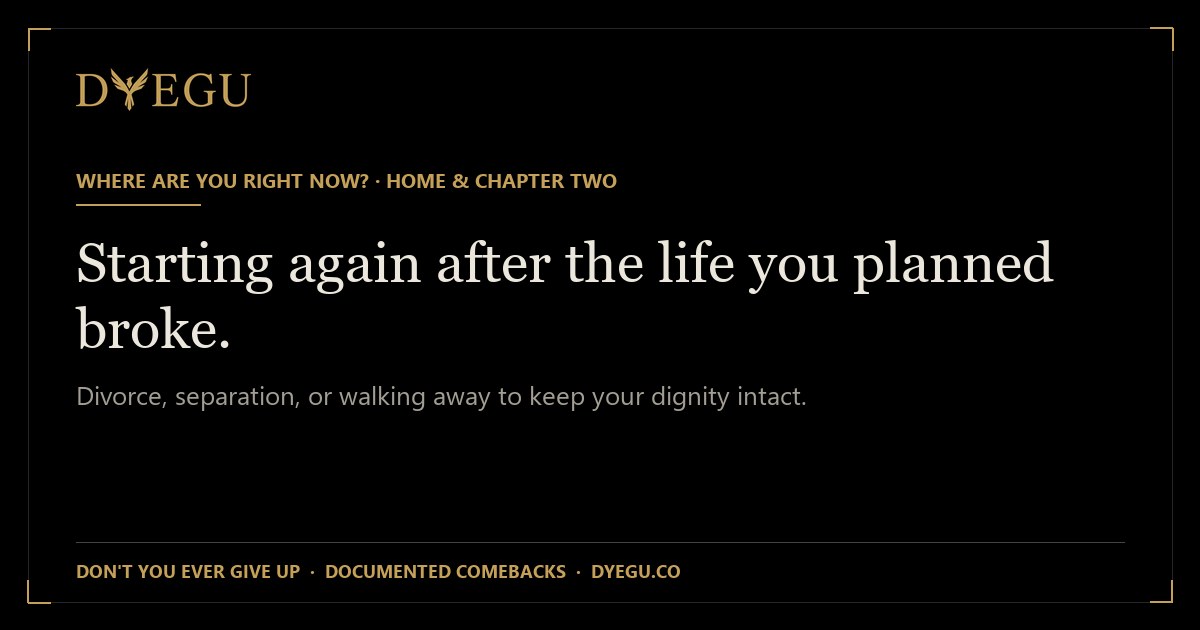 DYEGU
WHERE ARE YOU RIGHT NOW? · HOME & CHAPTER TWO
Starting again after the life you planned
broke.
Divorce, separation, or walking away to keep your dignity intact.
DON'T YOU EVER GIVE UP · DOCUMENTED COMEBACKS · DYEGU.CO